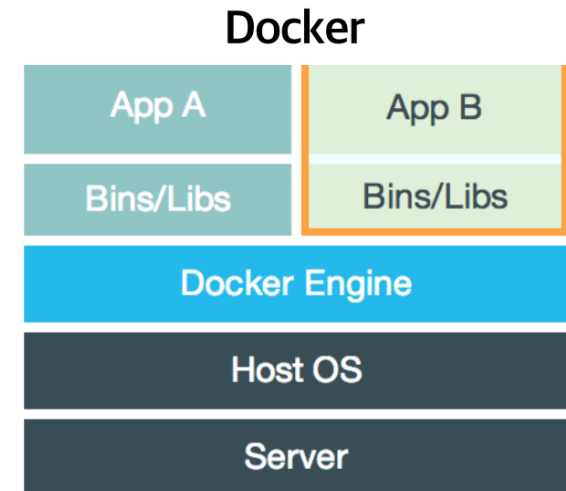 Docker
App A
App B
Bins/Libs
Bins/Libs
Docker Engine
Host OS
Server